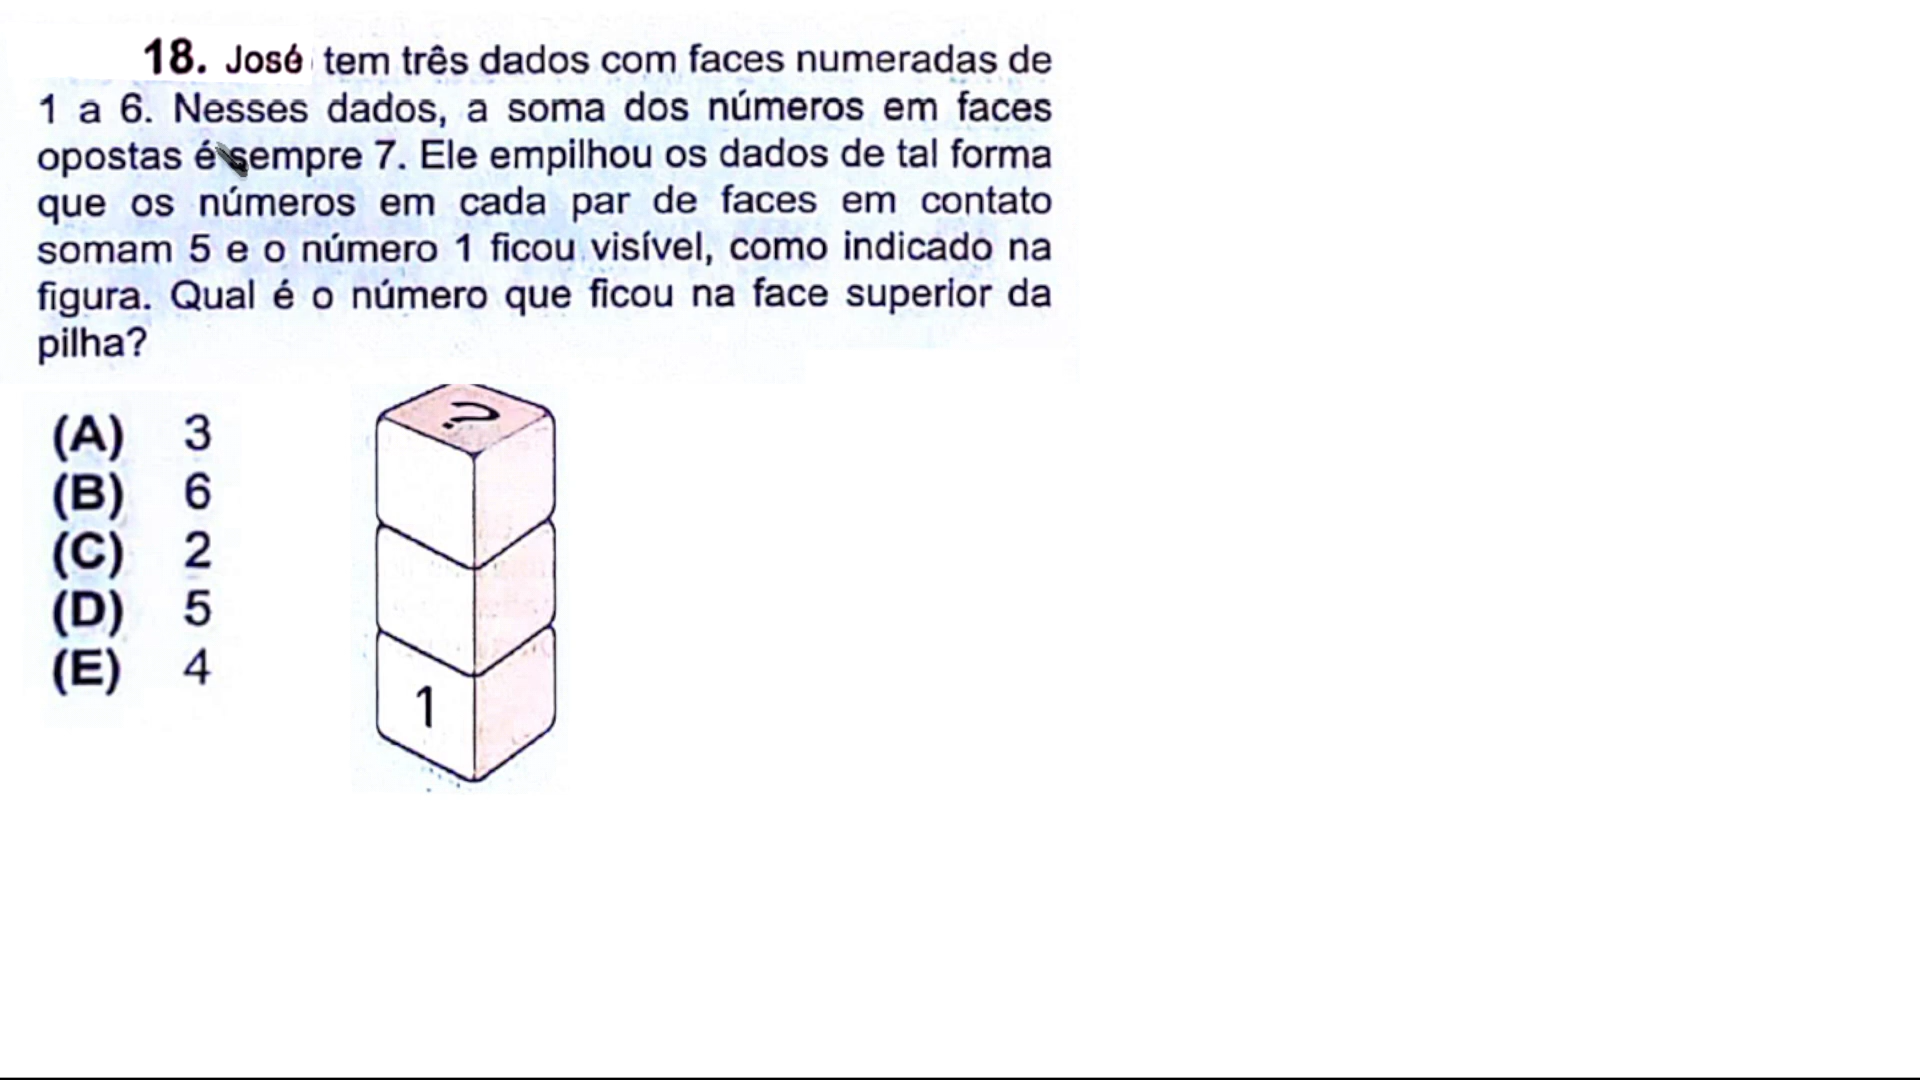 18. José tem três dados com faces numeradas de
1 a 6. Nesses dados, a soma dos números em faces
opostas é sempre 7. Ele empilhou os dados de tal forma
que os números em cada par de faces em contato
somam 5 e o número 1 ficou visível, como indicado na
figura. Qual é o número que ficou na face superior da
pilha?
(A) 3
(B) 6
(C) 2
(D) 5
(E) 4
?
1